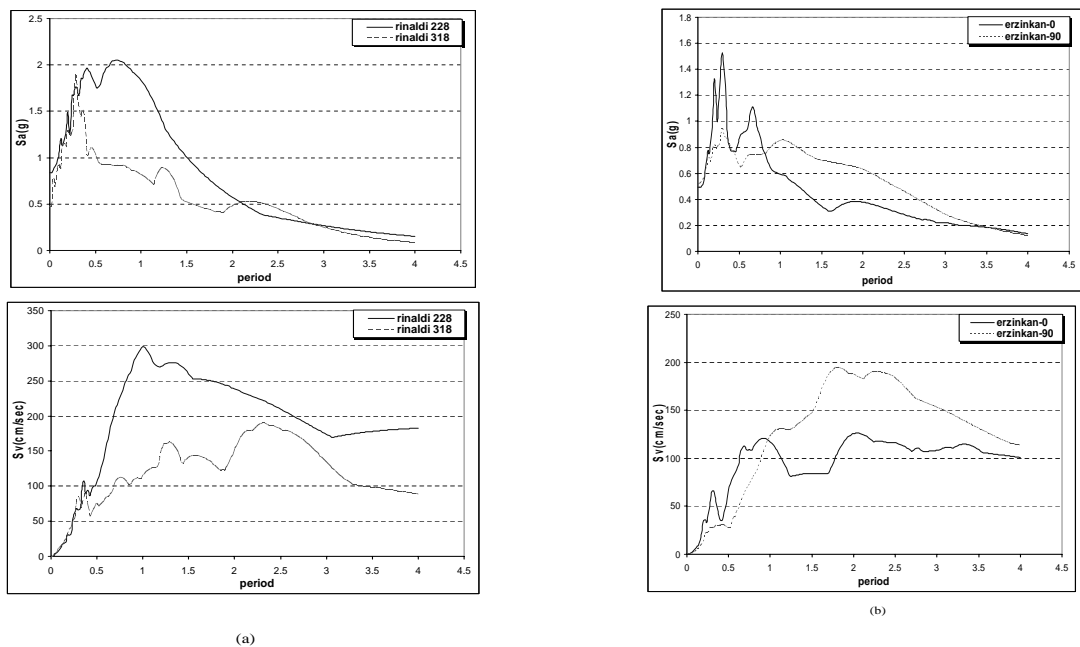 2.5
2
1.5
1
0.5
0
Sa(g)
0 0.5 1 1.5 2 2.5 3 3.5 4 4.5
period
rinaldi 228
rinaldi 318
1.8
1.6
1.4
1.2
1.0
0.8
0.6
0.4
0.2
0
Sa(g)
0 0.5 1 1.5 2 2.5 3 3.5 4 4.5
period
erzinkan-0
erzinkan-90
350
300
250
200
150
100
50
0
Sv(cm/sec)
0 0.5 1 1.5 2 2.5 3 3.5 4 4.5
period
rinaldi 228
rinaldi 318
250
200
150
100
50
0
Sv(cm/sec)
0 0.5 1 1.5 2 2.5 3 3.5 4 4.5
period
erzinkan-0
erzinkan-90
(a)
(b)